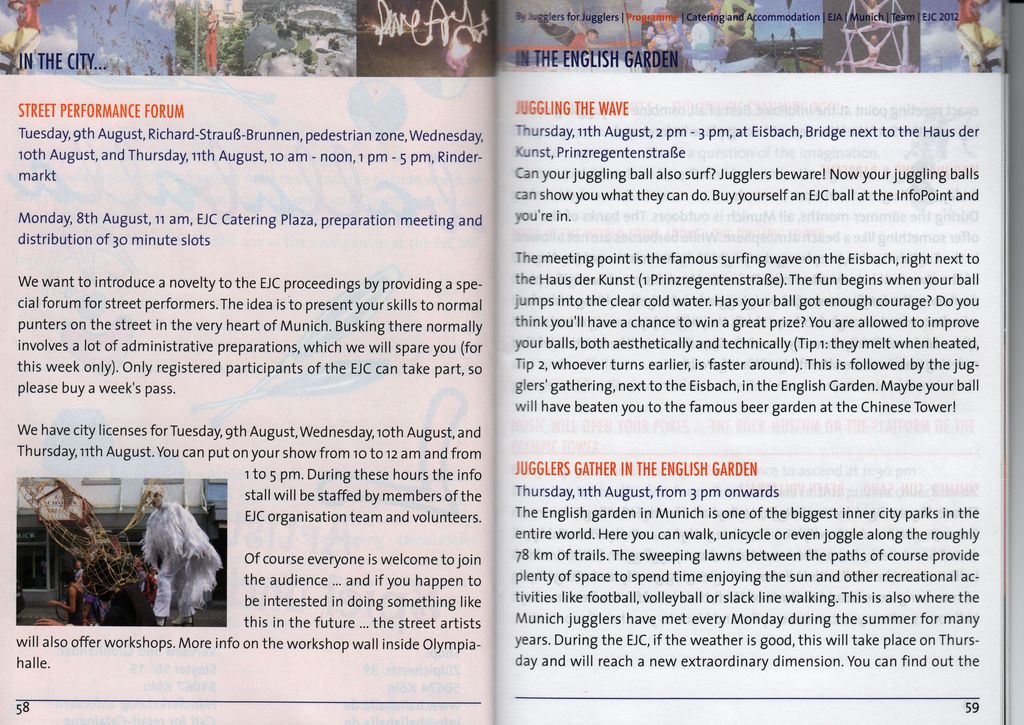 IN THE CITY...
STREET PERFORMANCE FORUM
Tuesday, 9th August, Richard-Strauß-Brunnen, pedestrian zone, Wednesday,
10th August, and Thursday, 11th August, 10 am - noon, 1 pm - 5 pm, Rinder-
markt
Monday, 8th August, 11 am, EJC Catering Plaza, preparation meeting and
distribution of 30 minute slots
We want to introduce a novelty to the EJC proceedings by providing a spe-
cial forum for street performers. The idea is to present your skills to normal
punters on the street in the very heart of Munich. Busking there normally
involves a lot of administrative preparations, which we will spare you (for
this week only). Only registered participants of the EJC can take part, so
please buy a week's pass.
We have city licenses for Tuesday, 9th August, Wednesday, 10th August, and
Thursday, 11th August. You can put on your show from 10 to 12 am and from
1 to 5 pm. During these hours the info
stall will be staffed by members of the
EJC organisation team and volunteers.
Of course everyone is welcome to join
the audience ... and if you happen to
be interested in doing something like
this in the future ... the street artists
will also offer workshops. More info on the workshop wall inside Olympia-
halle.
58
By Jugglers for Jugglers | Programme | Catering and Accommodation | EJA | Munich | Team | EJC 2012
IN THE ENGLISH GARDEN
JUGGLING THE WAVE
Thursday, 11th August, 2 pm - 3 pm, at Eisbach, Bridge next to the Haus der
Kunst, Prinzregentenstraße
Can your juggling ball also surf? Jugglers beware! Now your juggling balls
can show you what they can do. Buy yourself an EJC ball at the InfoPoint and
you're in.
The meeting point is the famous surfing wave on the Eisbach, right next to
the Haus der Kunst (1 Prinzregentenstraße). The fun begins when your ball
jumps into the clear cold water. Has your ball got enough courage? Do you
think you'll have a chance to win a great prize? You are allowed to improve
your balls, both aesthetically and technically (Tip 1: they melt when heated,
Tip 2, whoever turns earlier, is faster around). This is followed by the jug-
glers' gathering, next to the Eisbach, in the English Garden. Maybe your ball
will have beaten you to the famous beer garden at the Chinese Tower!
JUGGLERS GATHER IN THE ENGLISH GARDEN
Thursday, 11th August, from 3 pm onwards
The English garden in Munich is one of the biggest inner city parks in the
entire world. Here you can walk, unicycle or even joggle along the roughly
78 km of trails. The sweeping lawns between the paths of course provide
plenty of space to spend time enjoying the sun and other recreational ac-
tivities like football, volleyball or slack line walking. This is also where the
Munich jugglers have met every Monday during the summer for many
years. During the EJC, if the weather is good, this will take place on Thurs-
day and will reach a new extraordinary dimension. You can find out the
59